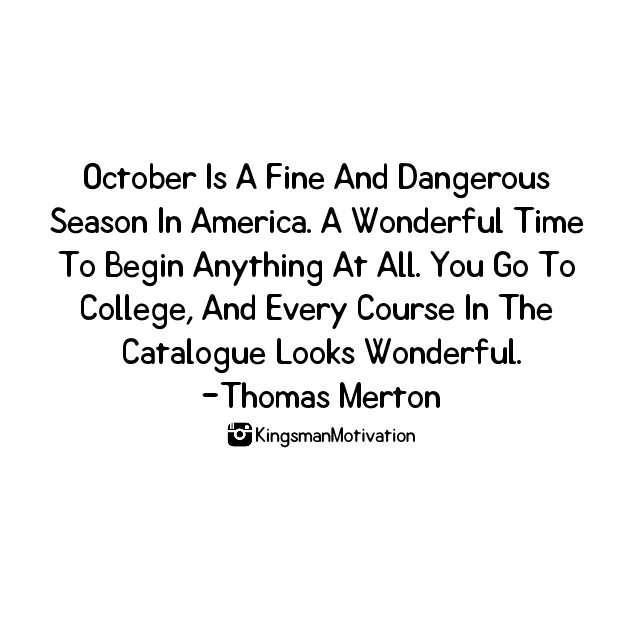 October Is A Fine And Dangerous
Season In America. A Wonderful Time
To Begin Anything At All. You Go To
College, And Every Course In The
Catalogue Looks Wonderful.
-Thomas Merton
KingsmanMotivation